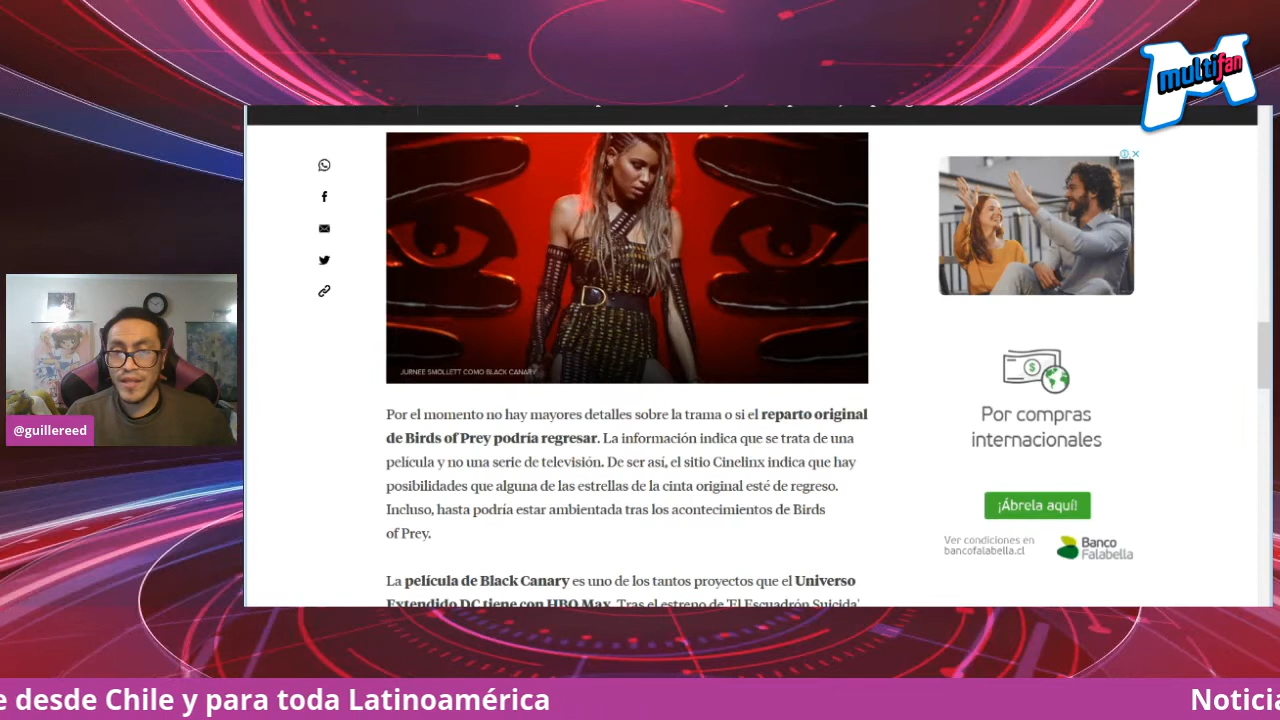 multifan
JURNEE SMOLLETT COMO BLACK CANARY
Por el momento no hay mayores detalles sobre la trama o si el reparto original
de Birds of Prey podría regresar. La información indica que se trata de una
película y no una serie de televisión. De ser así, el sitio Cinelinx indica que hay
posibilidades que alguna de las estrellas de la cinta original esté de regreso.
Incluso, hasta podría estar ambientada tras los acontecimientos de Birds
of Prey.
La película de Black Canary es uno de los tantos proyectos que el Universo
Extendido DC tiene con HBO Max. Tras el estreno de 'El Escuadrón Suicida'
Por compras
internacionales
¡Ábrela aquí!
Ver condiciones en
bancofalabella.cl
Banco
Falabella
@guillereed
e desde Chile y para toda Latinoamérica
Noticia